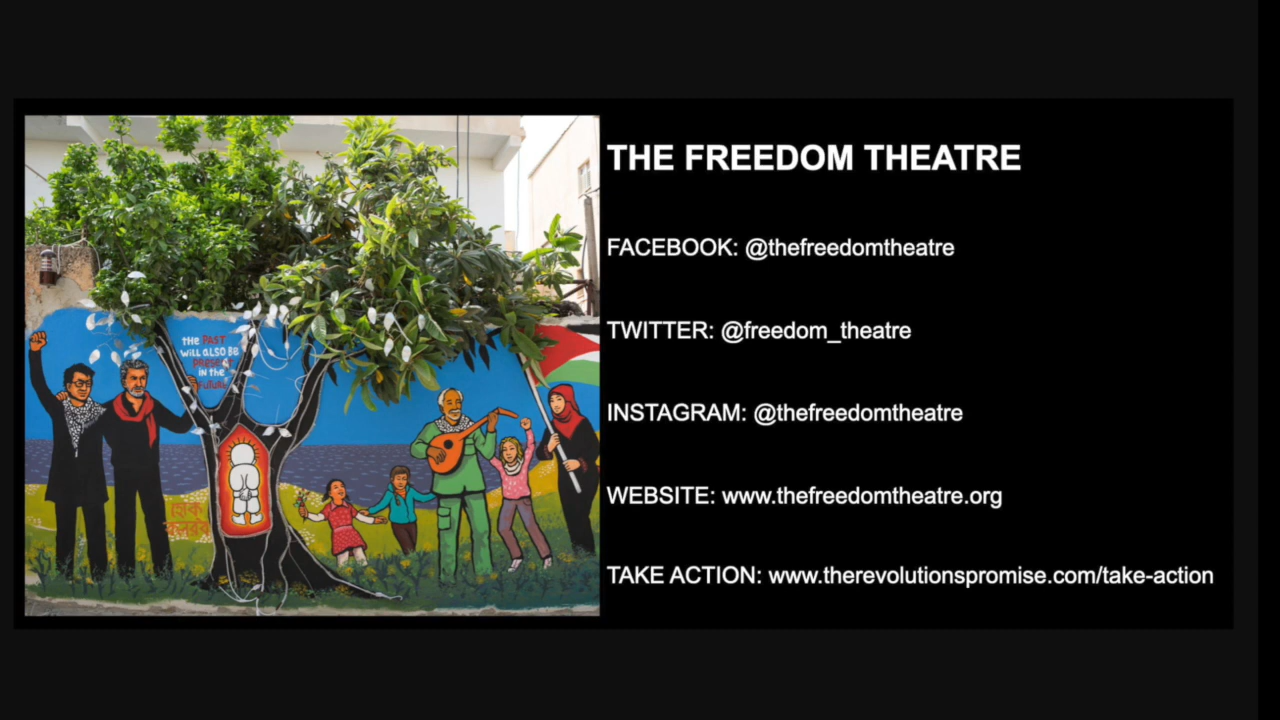 THE PAST
WILL ALSO BE
PRESENT
IN THE
FUTURE
THE FREEDOM THEATRE
FACEBOOK: @thefreedomtheatre
TWITTER: @freedom_theatre
INSTAGRAM: @thefreedomtheatre
WEBSITE: www.thefreedomtheatre.org
TAKE ACTION: www.therevolutionspromise.com/take-action